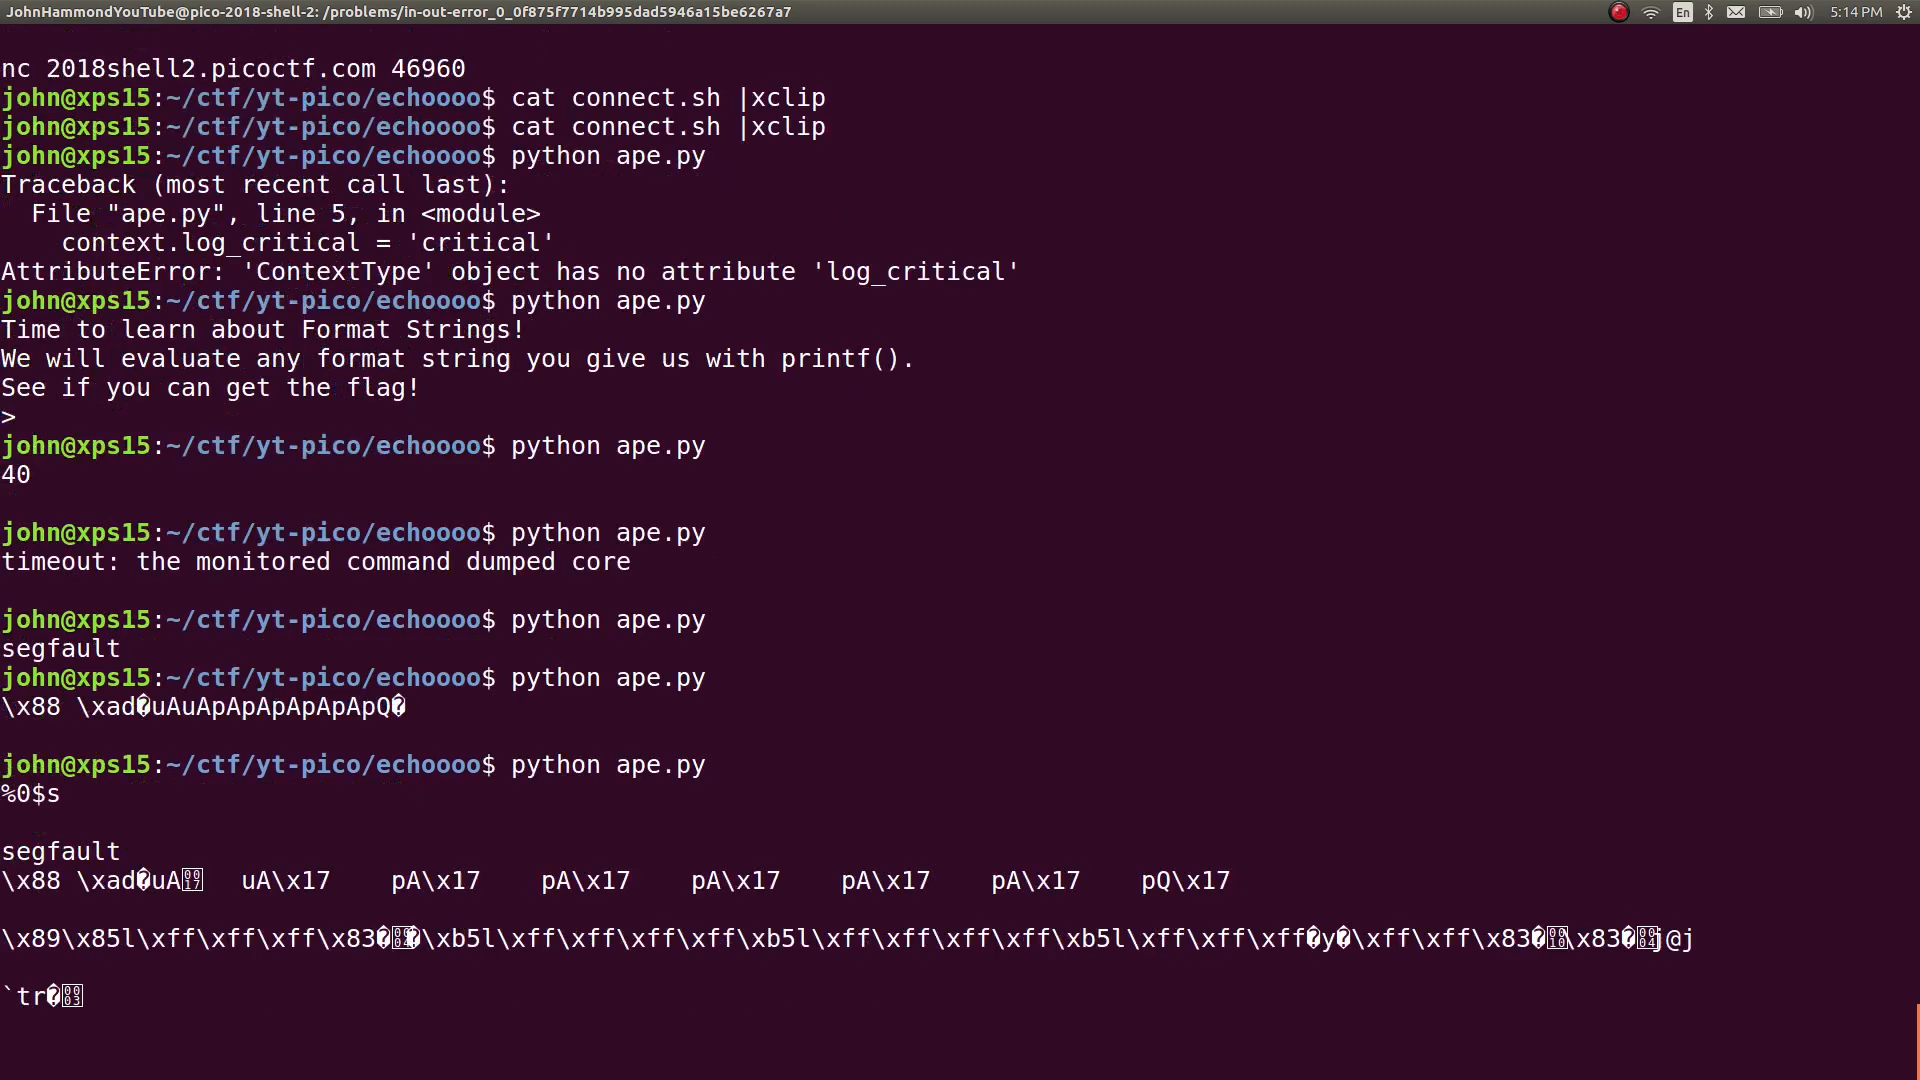 JohnHammondYouTube@pico-2018-shell-2: /problems/in-out-error_0_0f875f7714b995dad5946a15be6267a7
En
5:14 PM
nc 2018shell2.picoctf.com 46960
john@xps15:~/ctf/yt-pico/echoooo$ cat connect.sh |xclip
john@xps15:~/ctf/yt-pico/echoooo$ cat connect.sh |xclip
john@xps15:~/ctf/yt-pico/echoooo$ python ape.py
Traceback (most recent call last):
  File "ape.py", line 5, in <module>
    context.log_critical = 'critical'
AttributeError: 'ContextType' object has no attribute 'log_critical'
john@xps15:~/ctf/yt-pico/echoooo$ python ape.py
Time to learn about Format Strings!
We will evaluate any format string you give us with printf().
See if you can get the flag!
>
john@xps15:~/ctf/yt-pico/echoooo$ python ape.py
40
john@xps15:~/ctf/yt-pico/echoooo$ python ape.py
timeout: the monitored command dumped core
john@xps15:~/ctf/yt-pico/echoooo$ python ape.py
segfault
john@xps15:~/ctf/yt-pico/echoooo$ python ape.py
\x88 \xad�uAuApApApApApApQ�
john@xps15:~/ctf/yt-pico/echoooo$ python ape.py
%0$s
segfault
\x88 \xad�uA uA\x17    pA\x17    pA\x17    pA\x17    pA\x17    pA\x17    pQ\x17
\x89\x85l\xff\xff\xff\x83��\xb5l\xff\xff\xff\xff\xb5l\xff\xff\xff\xff\xb5l\xff\xff\xff�y�\xff\xff\x83�\x83�j@j
`tr�